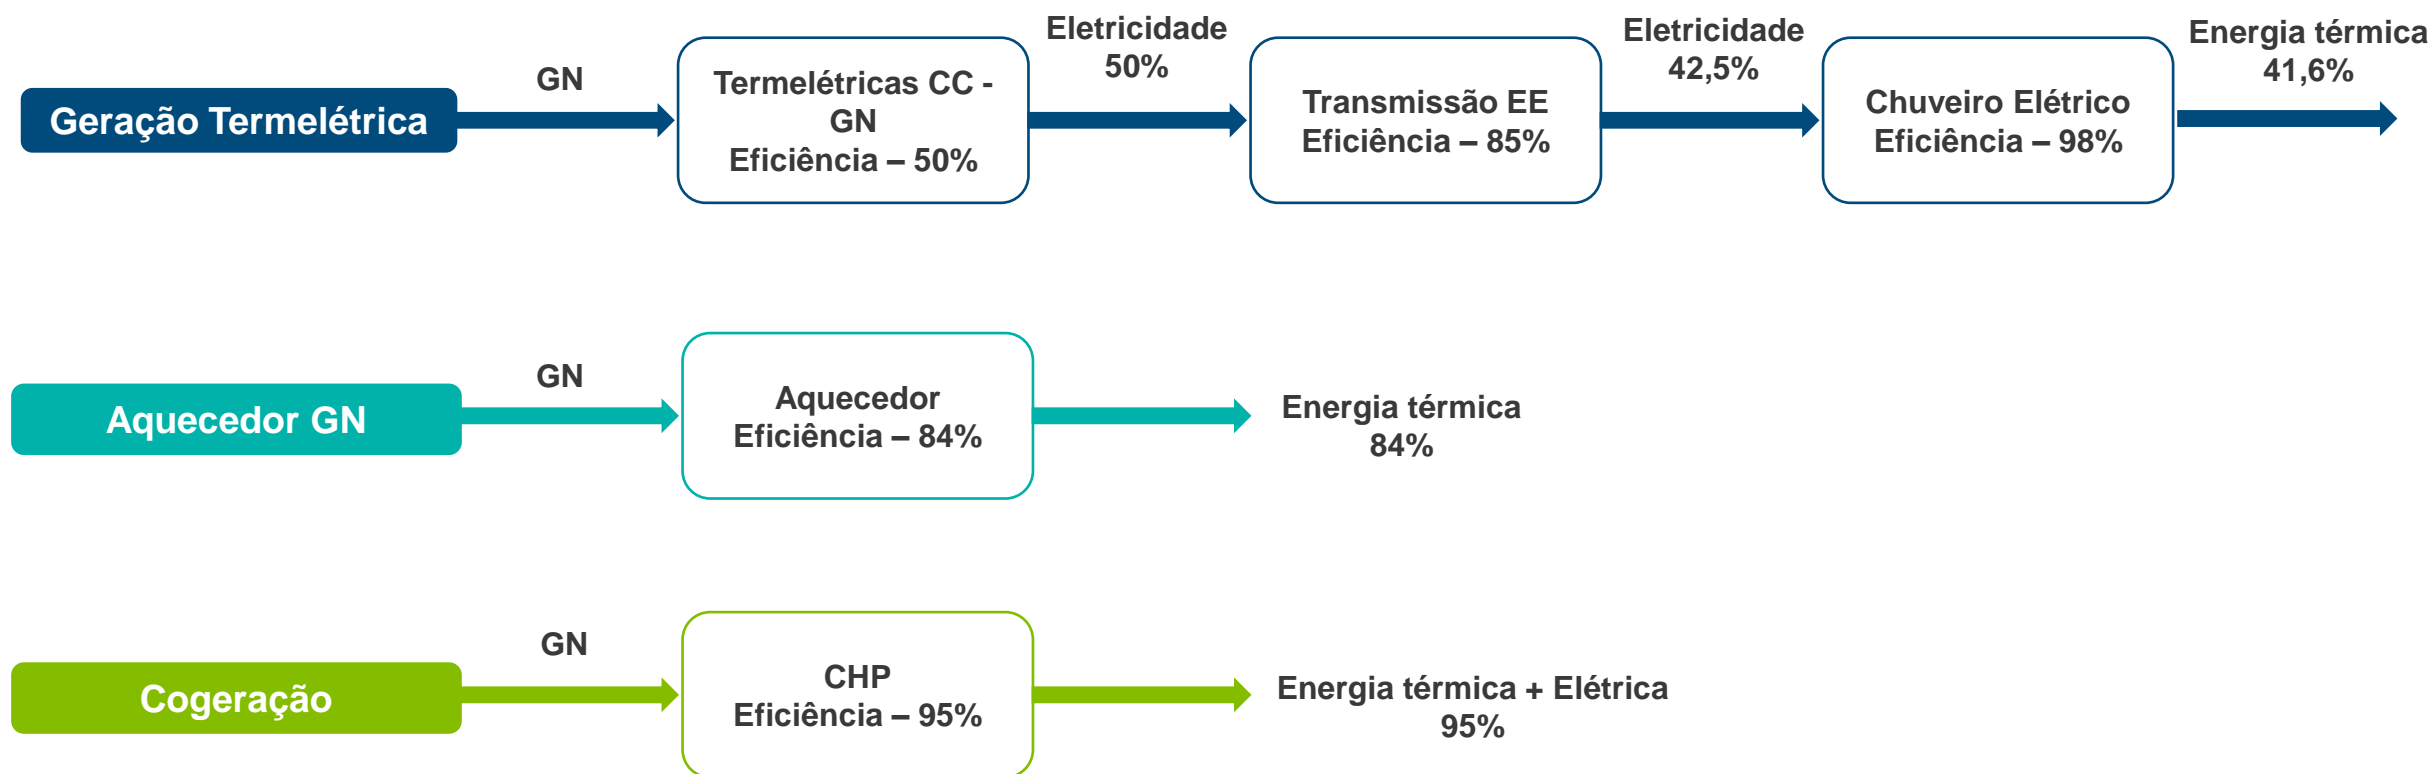 Geração Termelétrica
GN
Termelétricas CC -
GN
Eficiência – 50%
Eletricidade
50%
Transmissão EE
Eficiência – 85%
Eletricidade
42,5%
Chuveiro Elétrico
Eficiência – 98%
Energia térmica
41,6%
Aquecedor GN
GN
Aquecedor
Eficiência – 84%
Energia térmica
84%
Cogeração
GN
CHP
Eficiência – 95%
Energia térmica + Elétrica
95%